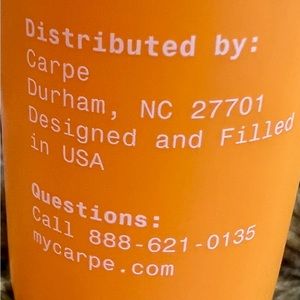 Distributed by:
Carpe
Durham, NC 27701
Designed and Filled
in USA
Questions:
Call 888-621-0135
mycarpe.com